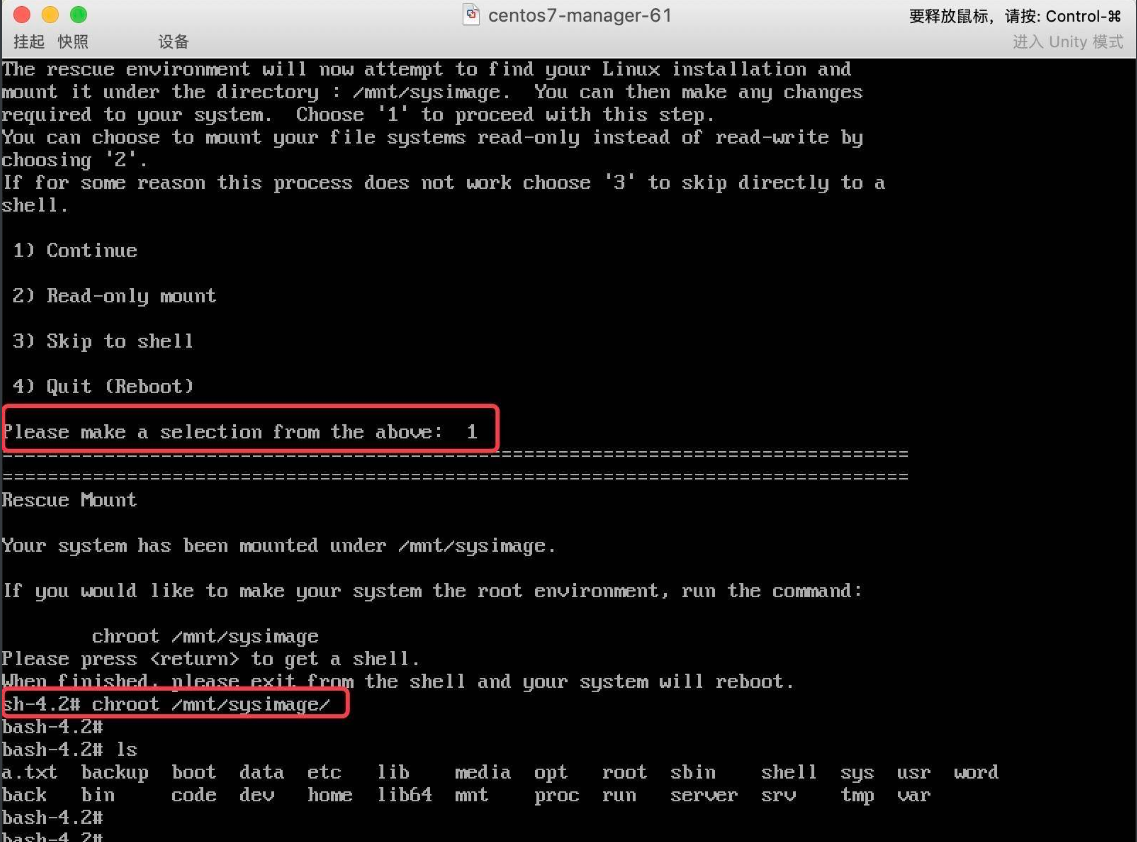 centos7-manager-61
要释放鼠标，请按: Control-⌘
挂起 快照 设备 进入 Unity 模式
The rescue environment will now attempt to find your Linux installation and
mount it under the directory : /mnt/sysimage.  You can then make any changes
required to your system.  Choose '1' to proceed with this step.
You can choose to mount your file systems read-only instead of read-write by
choosing '2'.
If for some reason this process does not work choose '3' to skip directly to a
shell.
1) Continue
2) Read-only mount
3) Skip to shell
4) Quit (Reboot)
Please make a selection from the above:  1
================================================================================
================================================================================
Rescue Mount
Your system has been mounted under /mnt/sysimage.
If you would like to make your system the root environment, run the command:
chroot /mnt/sysimage
Please press <return> to get a shell.
When finished, please exit from the shell and your system will reboot.
sh-4.2# chroot /mnt/sysimage/
bash-4.2#
bash-4.2# ls
a.txt  backup  boot  data  etc   lib    media  opt   root  sbin    shell  sys  usr  word
back   bin     code  dev   home  lib64  mnt    proc  run   server  srv    tmp  var
bash-4.2#
bash-4.2#